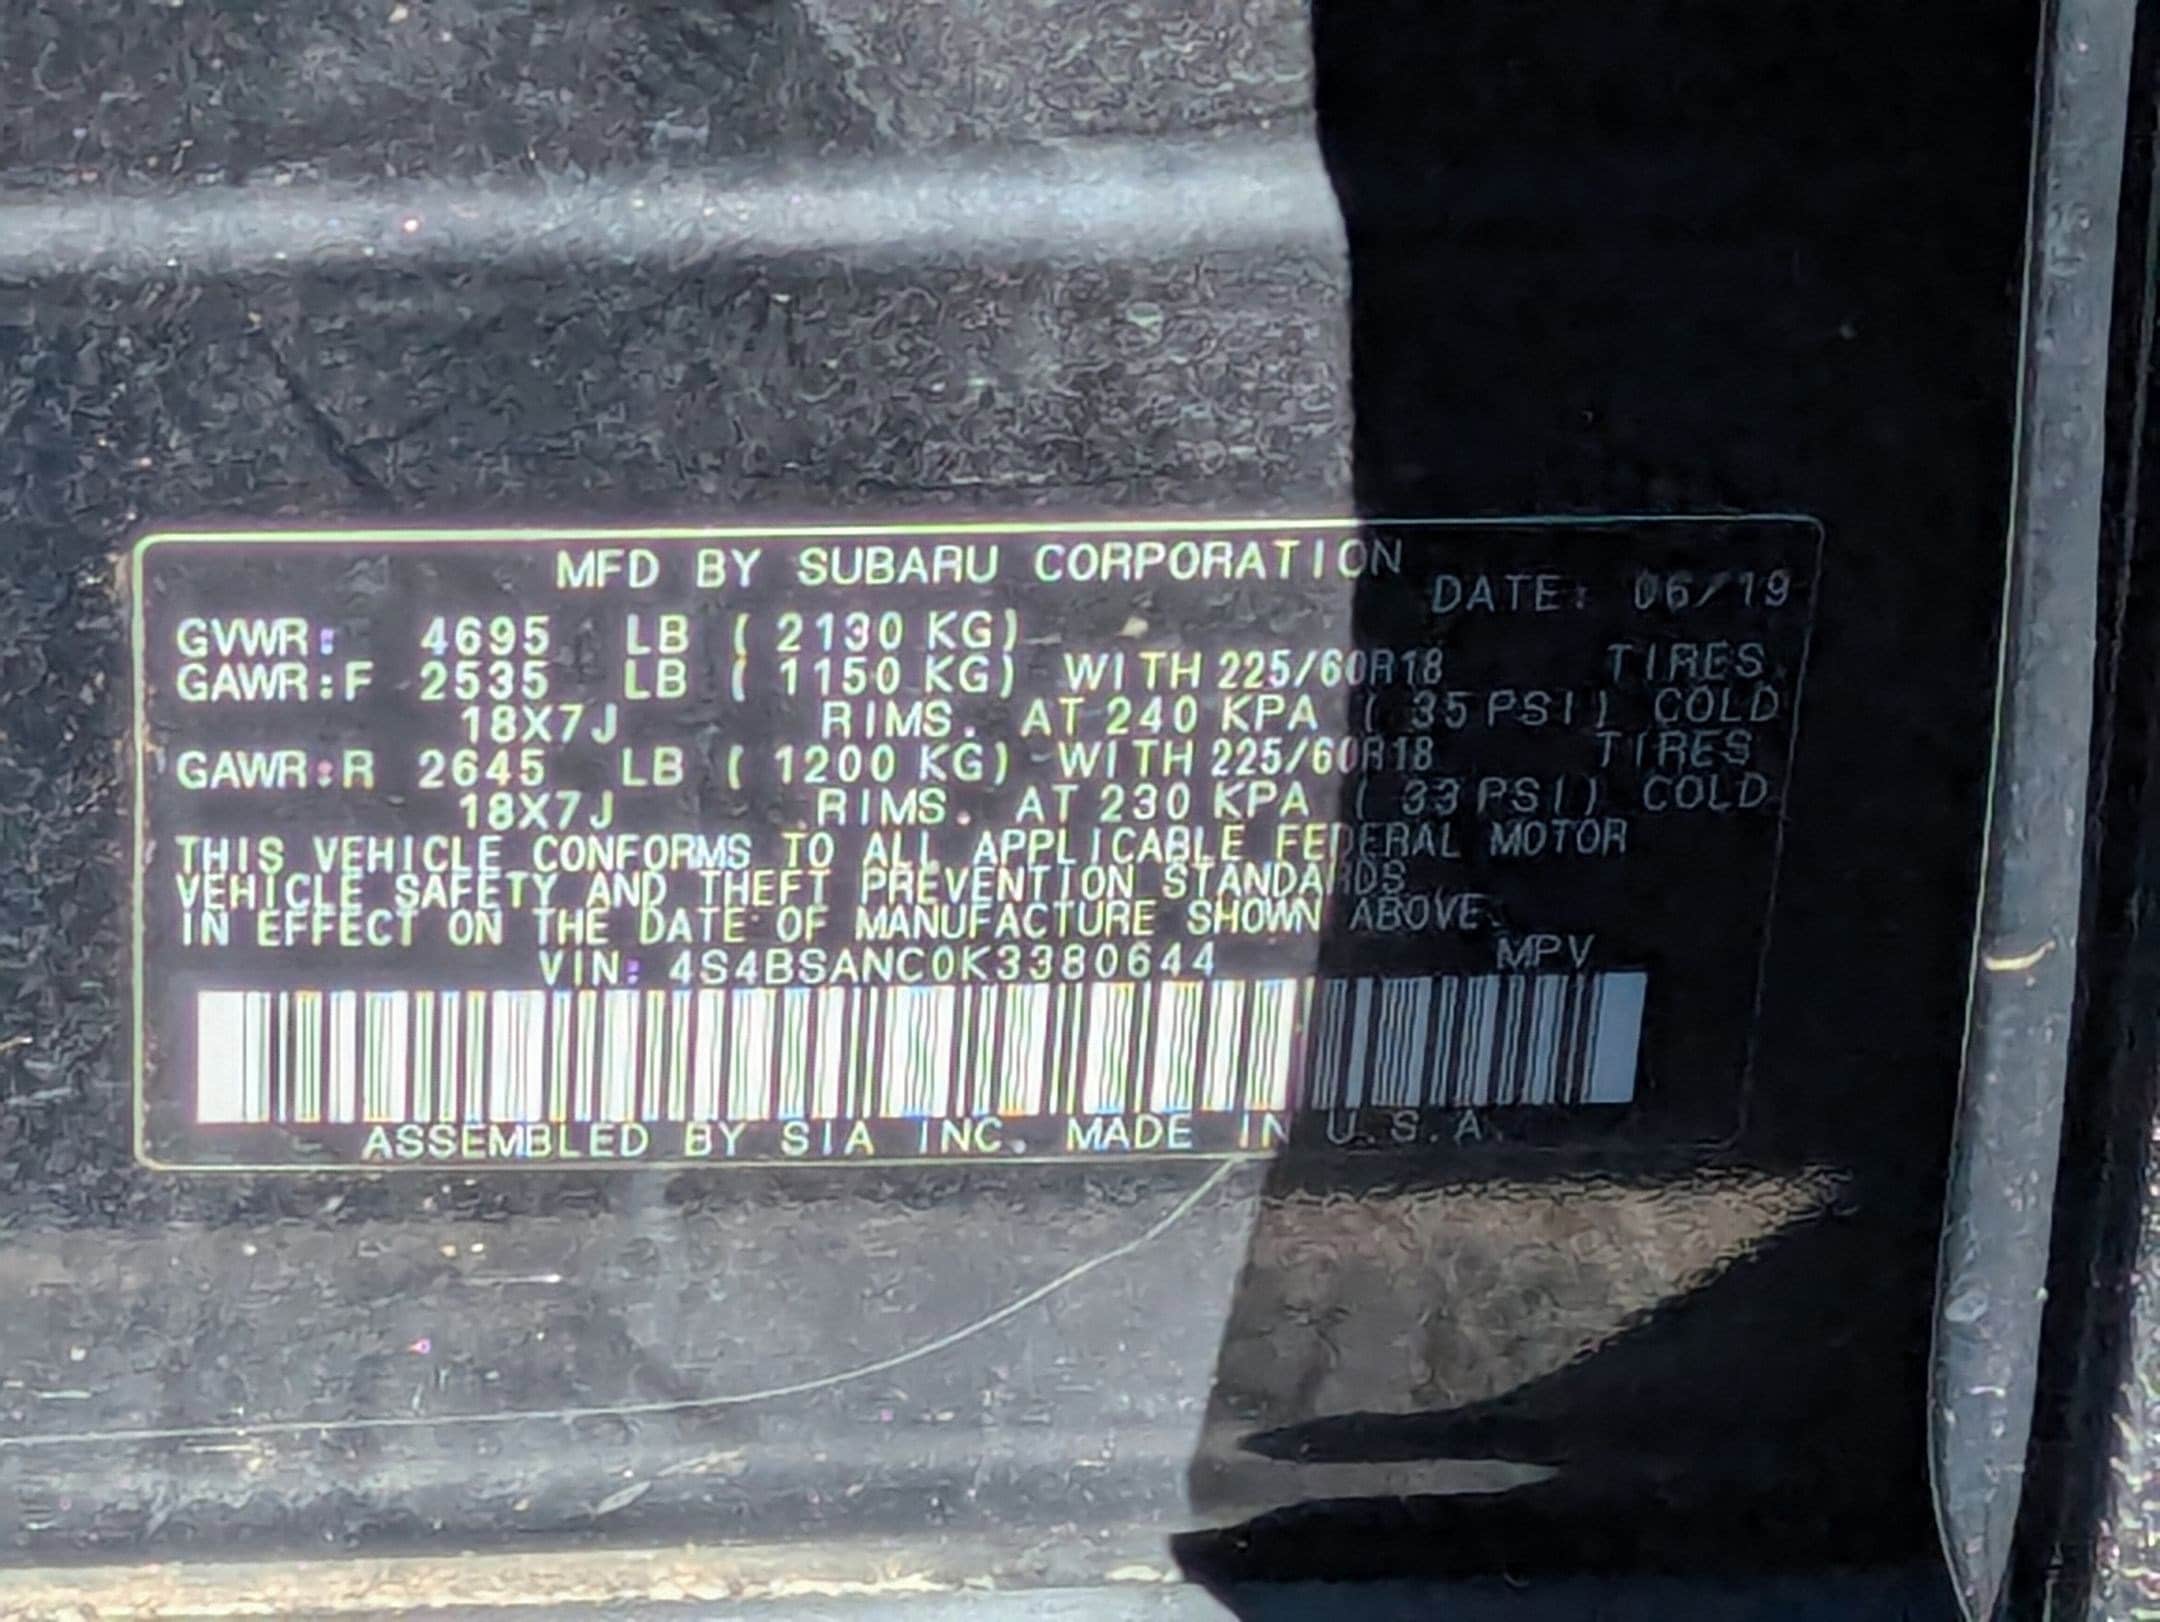 MFD BY SUBARU CORPORATION
DATE: 06/19
GVWR: 4695 LB ( 2130 KG)
GAWR:F 2535 LB ( 1150 KG) WITH 225/60R18 TIRES
18X7J RIMS. AT 240 KPA ( 35 PSI) COLD
GAWR:R 2645 LB ( 1200 KG) WITH 225/60R18 TIRES
18X7J RIMS. AT 230 KPA ( 33 PSI) COLD
THIS VEHICLE CONFORMS TO ALL APPLICABLE FEDERAL MOTOR
VEHICLE SAFETY AND THEFT PREVENTION STANDARDS
IN EFFECT ON THE DATE OF MANUFACTURE SHOWN ABOVE.
VIN: 4S4BSANC0K3380644 MPV
ASSEMBLED BY SIA INC. MADE IN U.S.A.